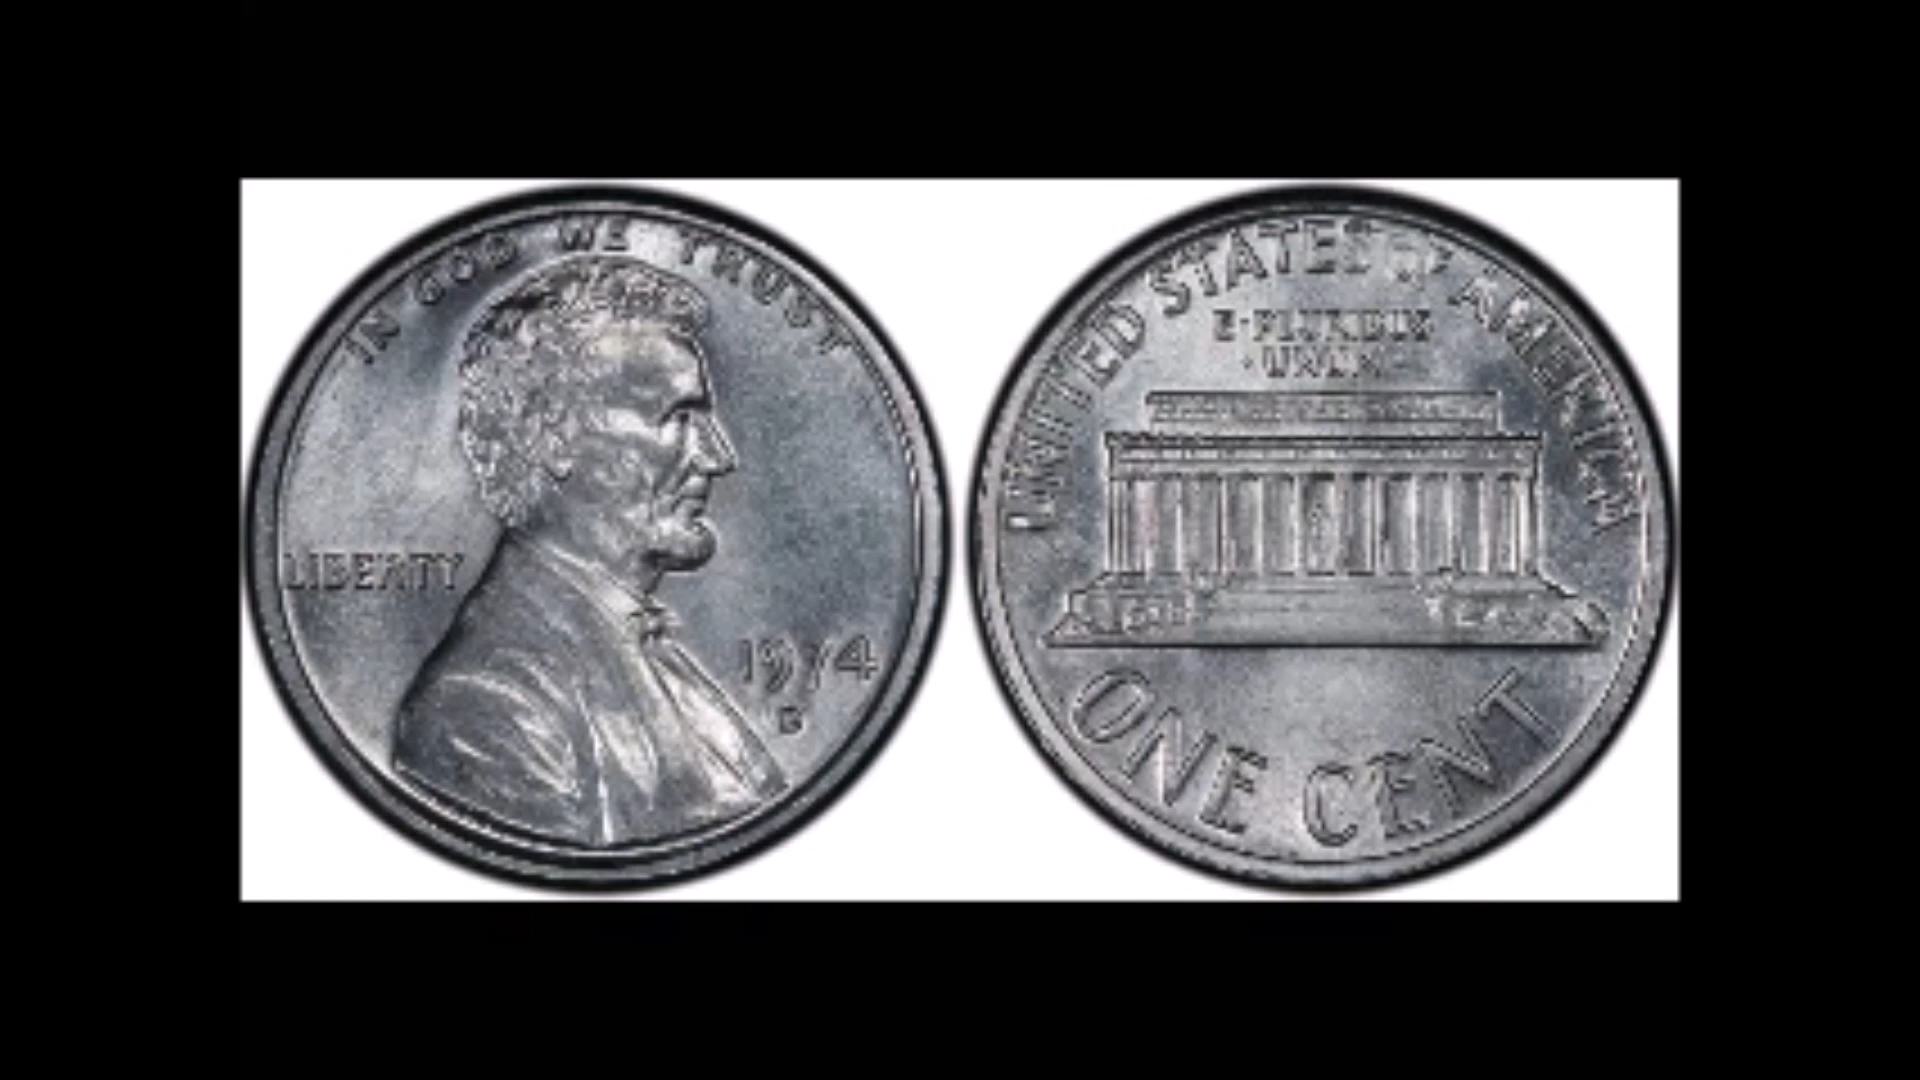 IN GOD WE TRUST
LIBERTY
1974
D
UNITED STATES OF AMERICA
E·PLURIBUS
·UNUM·
ONE CENT